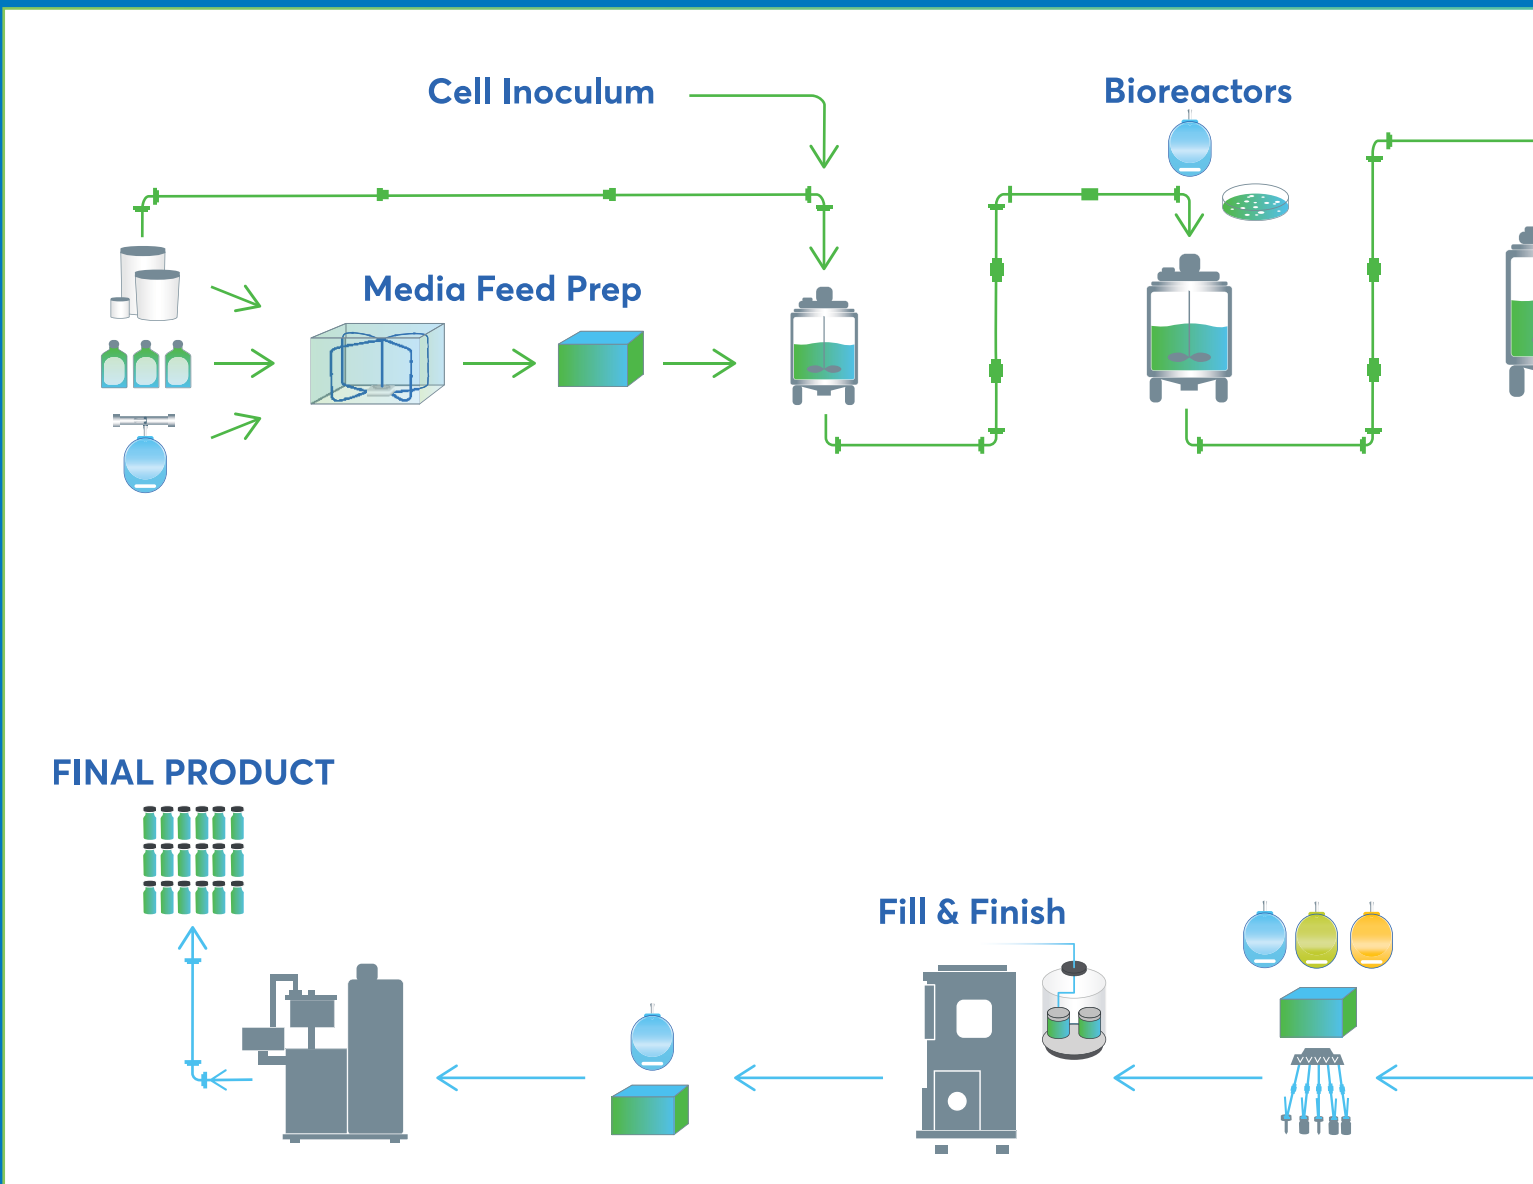 Cell Inoculum
Bioreactors
Media Feed Prep
FINAL PRODUCT
Fill & Finish